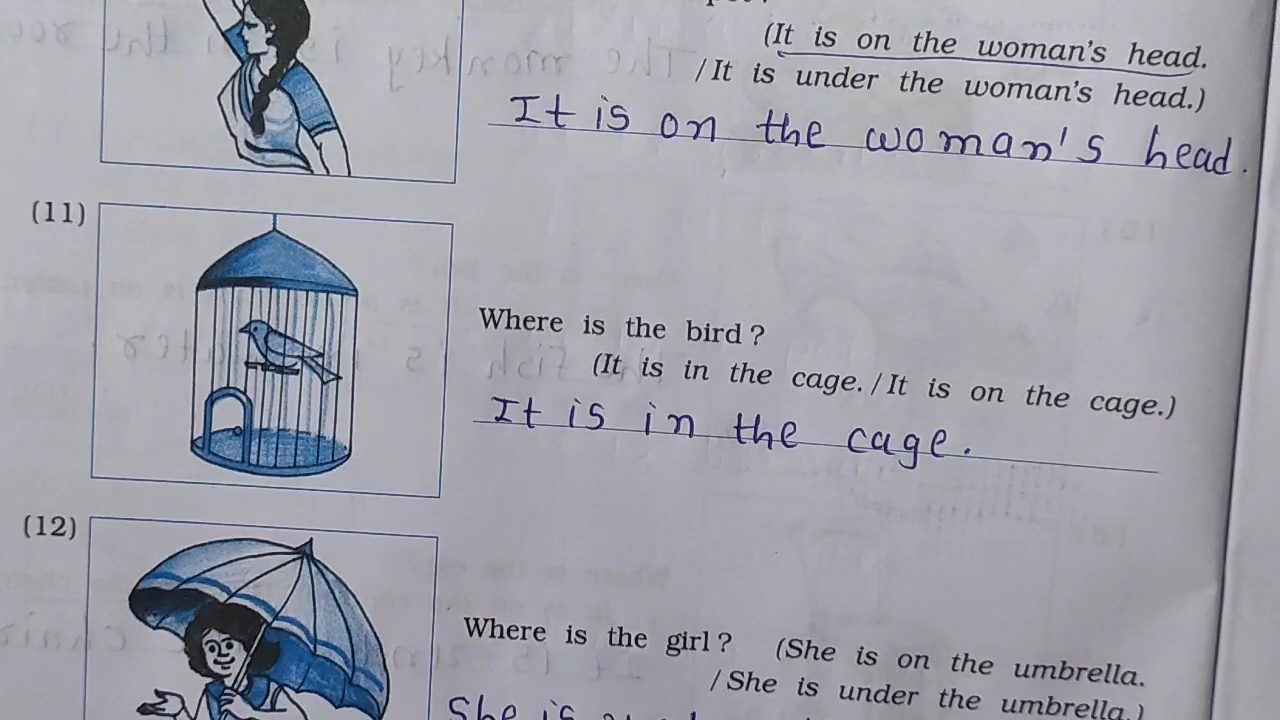 (It is on the woman's head.
/It is under the woman's head.)
It is on the woman's head.
(11)
Where is the bird?
(It is in the cage./It is on the cage.)
It is in the cage.
(12)
Where is the girl? (She is on the umbrella.
/She is under the umbrella.)
She is